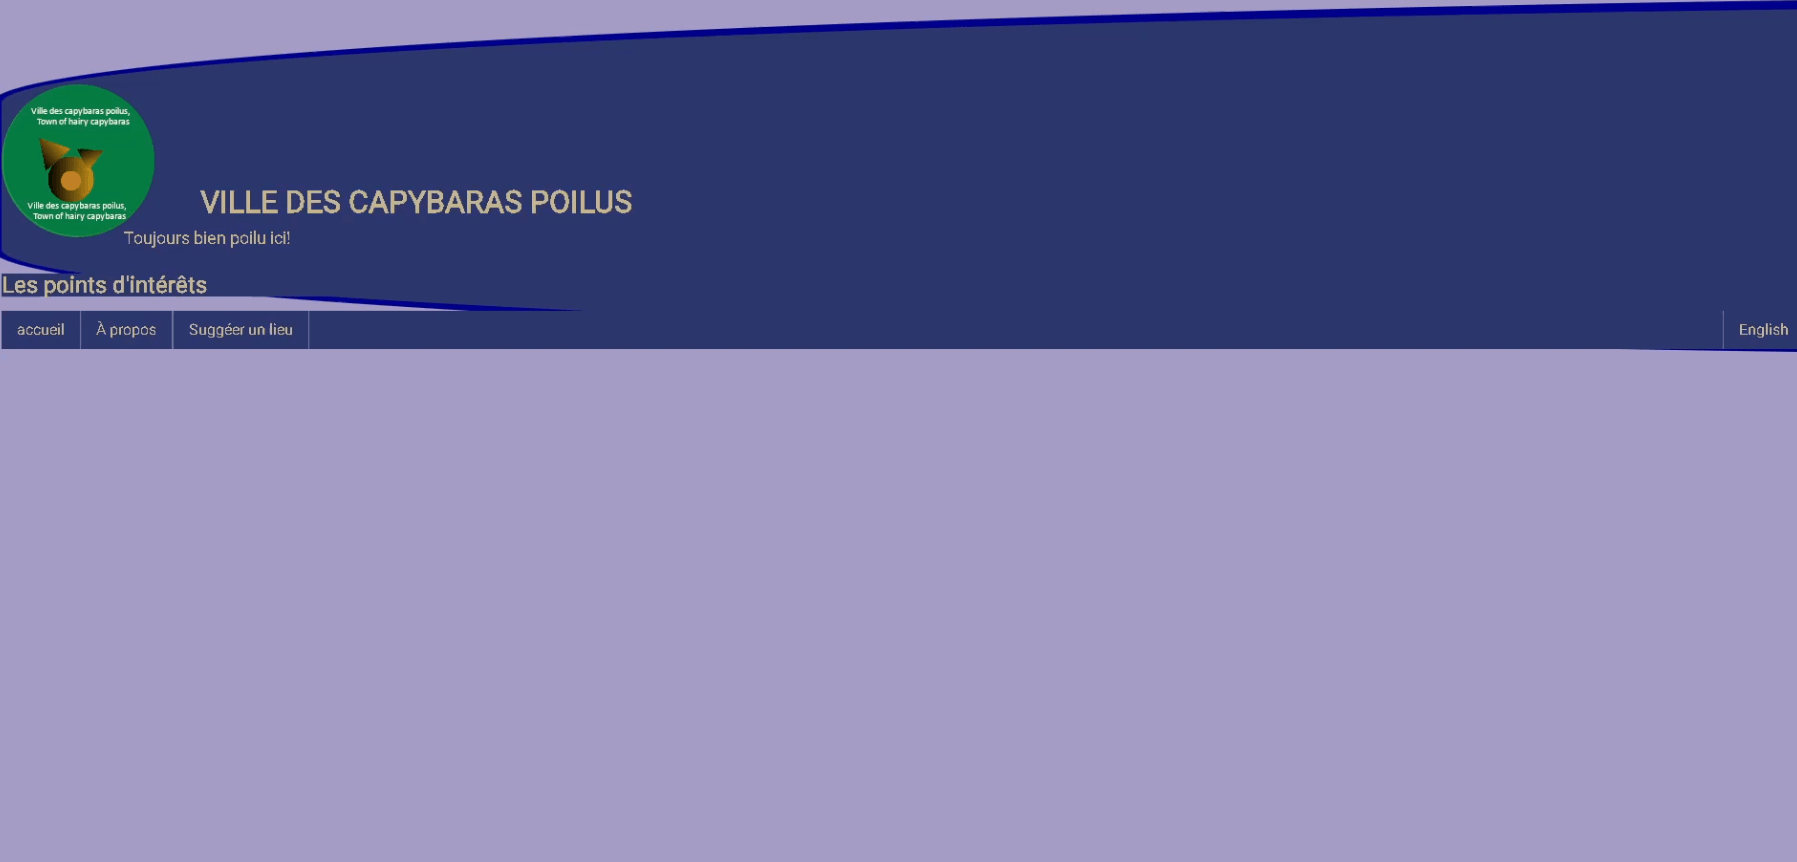 Ville des capybaras poilus,
Town of hairy capybaras
Ville des capybaras poilus,
Town of hairy capybaras
VILLE DES CAPYBARAS POILUS
Toujours bien poilu ici!
Les points d'intérêts
accueil
À propos
Suggéer un lieu
English